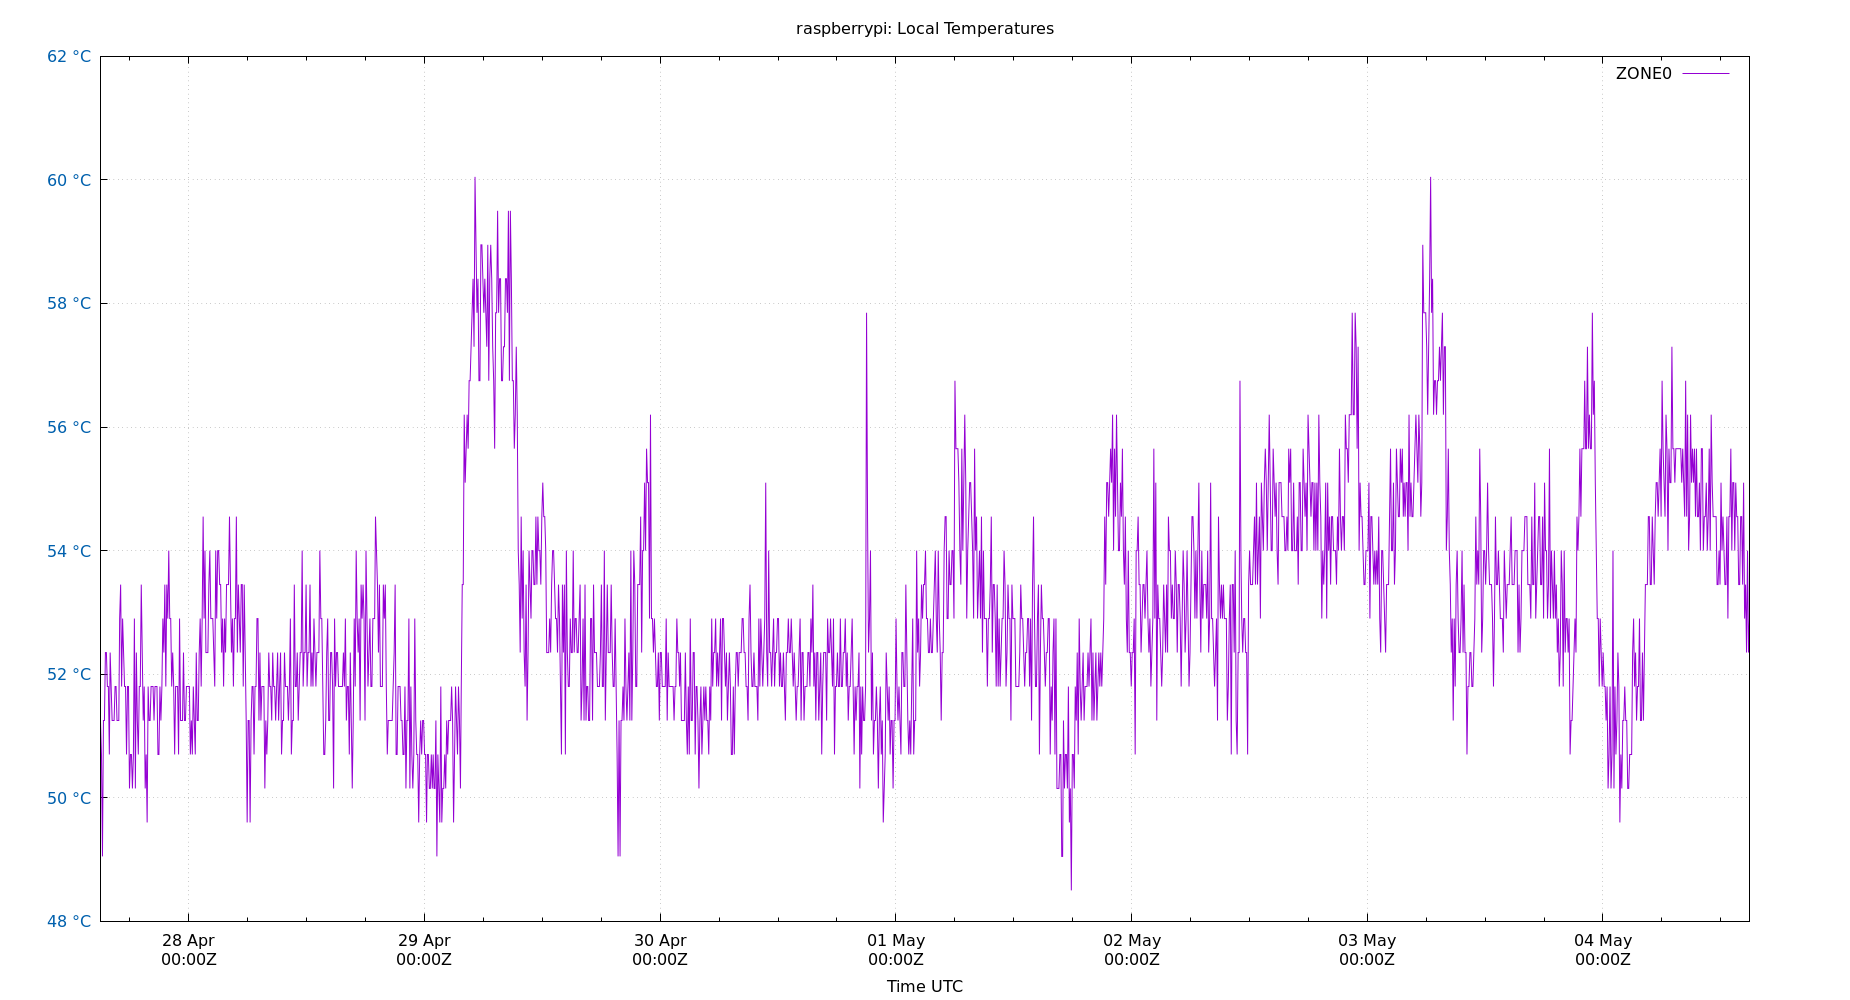 raspberrypi: Local Temperatures
62 °C
ZONE0
60 °C
58 °C
56 °C
54 °C
52 °C
50 °C
48 °C
28 Apr 29 Apr 30 Apr 01 May 02 May 03 May 04 May
00:00Z 00:00Z 00:00Z 00:00Z 00:00Z 00:00Z 00:00Z
Time UTC